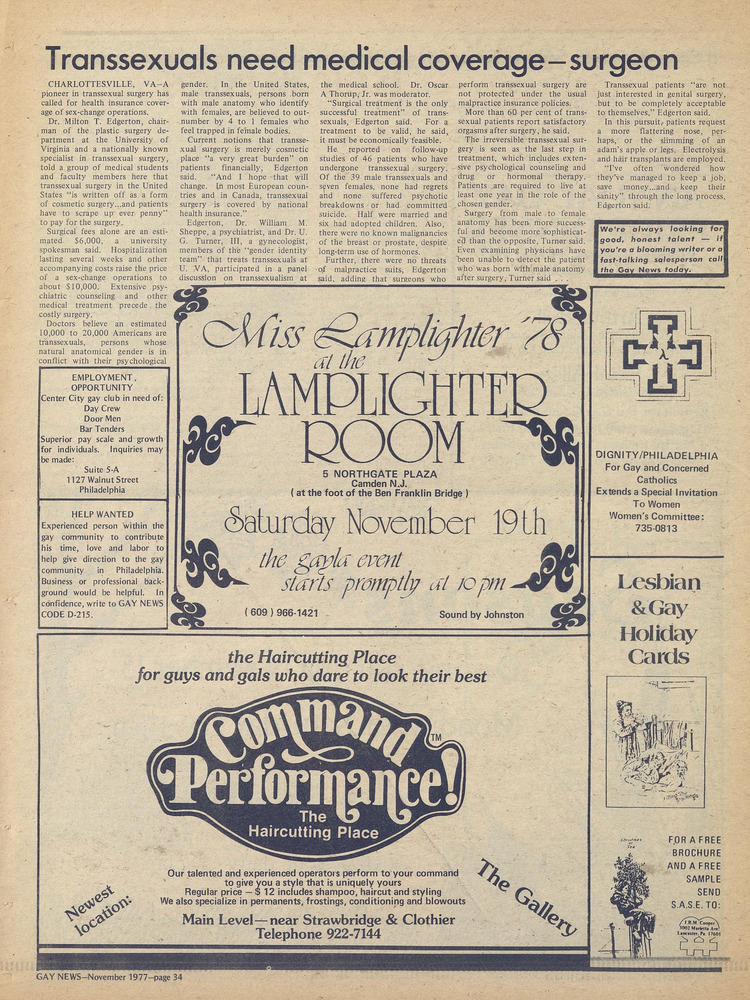 Transsexuals need medical coverage—surgeon
CHARLOTTESVILLE, VA—A
pioneer in transsexual surgery has
called for health insurance cover-
age of sex-change operations.
Dr. Milton T. Edgerton, chair-
man of the plastic surgery de-
partment at the University of
Virginia and a nationally known
specialist in transsexual surgery,
told a group of medical students
and faculty members here that
transsexual surgery in the United
States "is written off as a form
of cosmetic surgery...and patients
have to scrape up ever penny"
to pay for the surgery.
Surgical fees alone are an esti-
mated $6,000, a university
spokesman said. Hospitalization
lasting several weeks and other
accompanying costs raise the price
of a sex-change operations to
about $10,000. Extensive psy-
chiatric counseling and other
medical treatment precede the
costly surgery.
Doctors believe an estimated
10,000 to 20,000 Americans are
transsexuals, persons whose
natural anatomical gender is in
conflict with their psychological
gender. In the United States,
male transsexuals, persons born
with male anatomy who identify
with females, are believed to out-
number by 4 to 1 females who
feel trapped in female bodies.
Current notions that transse-
xual surgery is merely cosmetic
place "a very great burden" on
patients financially, Edgerton
said. "And I hope that will
change. In most European coun-
tries and in Canada, transsexual
surgery is covered by national
health insurance."
Edgerton, Dr. William M.
Sheppe, a psychiatrist, and Dr. U.
G. Turner, III, a gynecologist,
members of the "gender identity
team" that treats transsexuals at
U. VA, participated in a panel
discussion on transsexualism at
the medical school. Dr. Oscar
A Thorup, Jr. was moderator.
"Surgical treatment is the only
successful treatment" of trans-
sexuals, Edgerton said. For a
treatment to be valid, he said,
it must be economically feasible.
He reported on follow-up
studies of 46 patients who have
undergone transsexual surgery.
Of the 39 male transsexuals and
seven females, none had regrets
and none suffered psychotic
breakdowns or had committed
suicide. Half were married and
six had adopted children. Also,
there were no known malignancies
of the breast or prostate, despite
long-term use of hormones.
Further, there were no threats
of malpractice suits, Edgerton
said, adding that surgeons who
perform transsexual surgery are
not protected under the usual
malpractice insurance policies.
More than 60 per cent of trans-
sexual patients report satisfactory
orgasms after surgery, he said.
The irreversible transsexual sur-
gery is seen as the last step in
treatment, which includes exten-
sive psychological counseling and
drug or hormonal therapy.
Patients are required to live at
least one year in the role of the
chosen gender.
Surgery from male to female
anatomy has been more success-
ful and become more sophisticat-
ed than the opposite, Turner said.
Even examining physicians have
been unable to detect the patient
who was born with male anatomy
after surgery, Turner said . .
Transsexual patients "are not
just interested in genital surgery,
but to be completely acceptable
to themselves," Edgerton said.
In this pursuit, patients request
a more flattering nose, per-
haps, or the slimming of an
adam's apple or legs. Electrolysis
and hair transplants are employed.
"I've often wondered how
they've managed to keep a job,
save money...and keep their
sanity" through the long process,
Edgerton said.
We're always looking for
good, honest talent — if
you're a blooming writer or a
fast-talking salesperson call
the Gay News today.
EMPLOYMENT
OPPORTUNITY
Center City gay club in need of:
Day Crew
Door Men
Bar Tenders
Superior pay scale and growth
for individuals. Inquiries may
be made:
Suite 5-A
1127 Walnut Street
Philadelphia
HELP WANTED
Experienced person within the
gay community to contribute
his time, love and labor to
help give direction to the gay
community in Philadelphia.
Business or professional back-
ground would be helpful. In
confidence, write to GAY NEWS
CODE D-215.
Miss Lamplighter '78
at the
LAMPLIGHTER
ROOM
5 NORTHGATE PLAZA
Camden N.J.
( at the foot of the Ben Franklin Bridge )
Saturday November 19th
the gayla event
starts promptly at 10 pm
( 609 ) 966-1421
Sound by Johnston
λ
DIGNITY/PHILADELPHIA
For Gay and Concerned
Catholics
Extends a Special Invitation
To Women
Women's Committee:
735-0813
Lesbian
& Gay
Holiday
Cards
FOR A FREE
BROCHURE
AND A FREE
SAMPLE
SEND
S.A.S.E. TO:
J.R.M. Cooper
Lancaster, Pa.
the Haircutting Place
for guys and gals who dare to look their best
Command
Performance!
TM
The
Haircutting Place
Our talented and experienced operators perform to your command
to give you a style that is uniquely yours
Regular price — $ 12 includes shampoo, haircut and styling
We also specialize in permanents, frostings, conditioning and blowouts
Newest
location:
The Gallery
Main Level—near Strawbridge & Clothier
Telephone 922-7144
GAY NEWS—November 1977—page 34